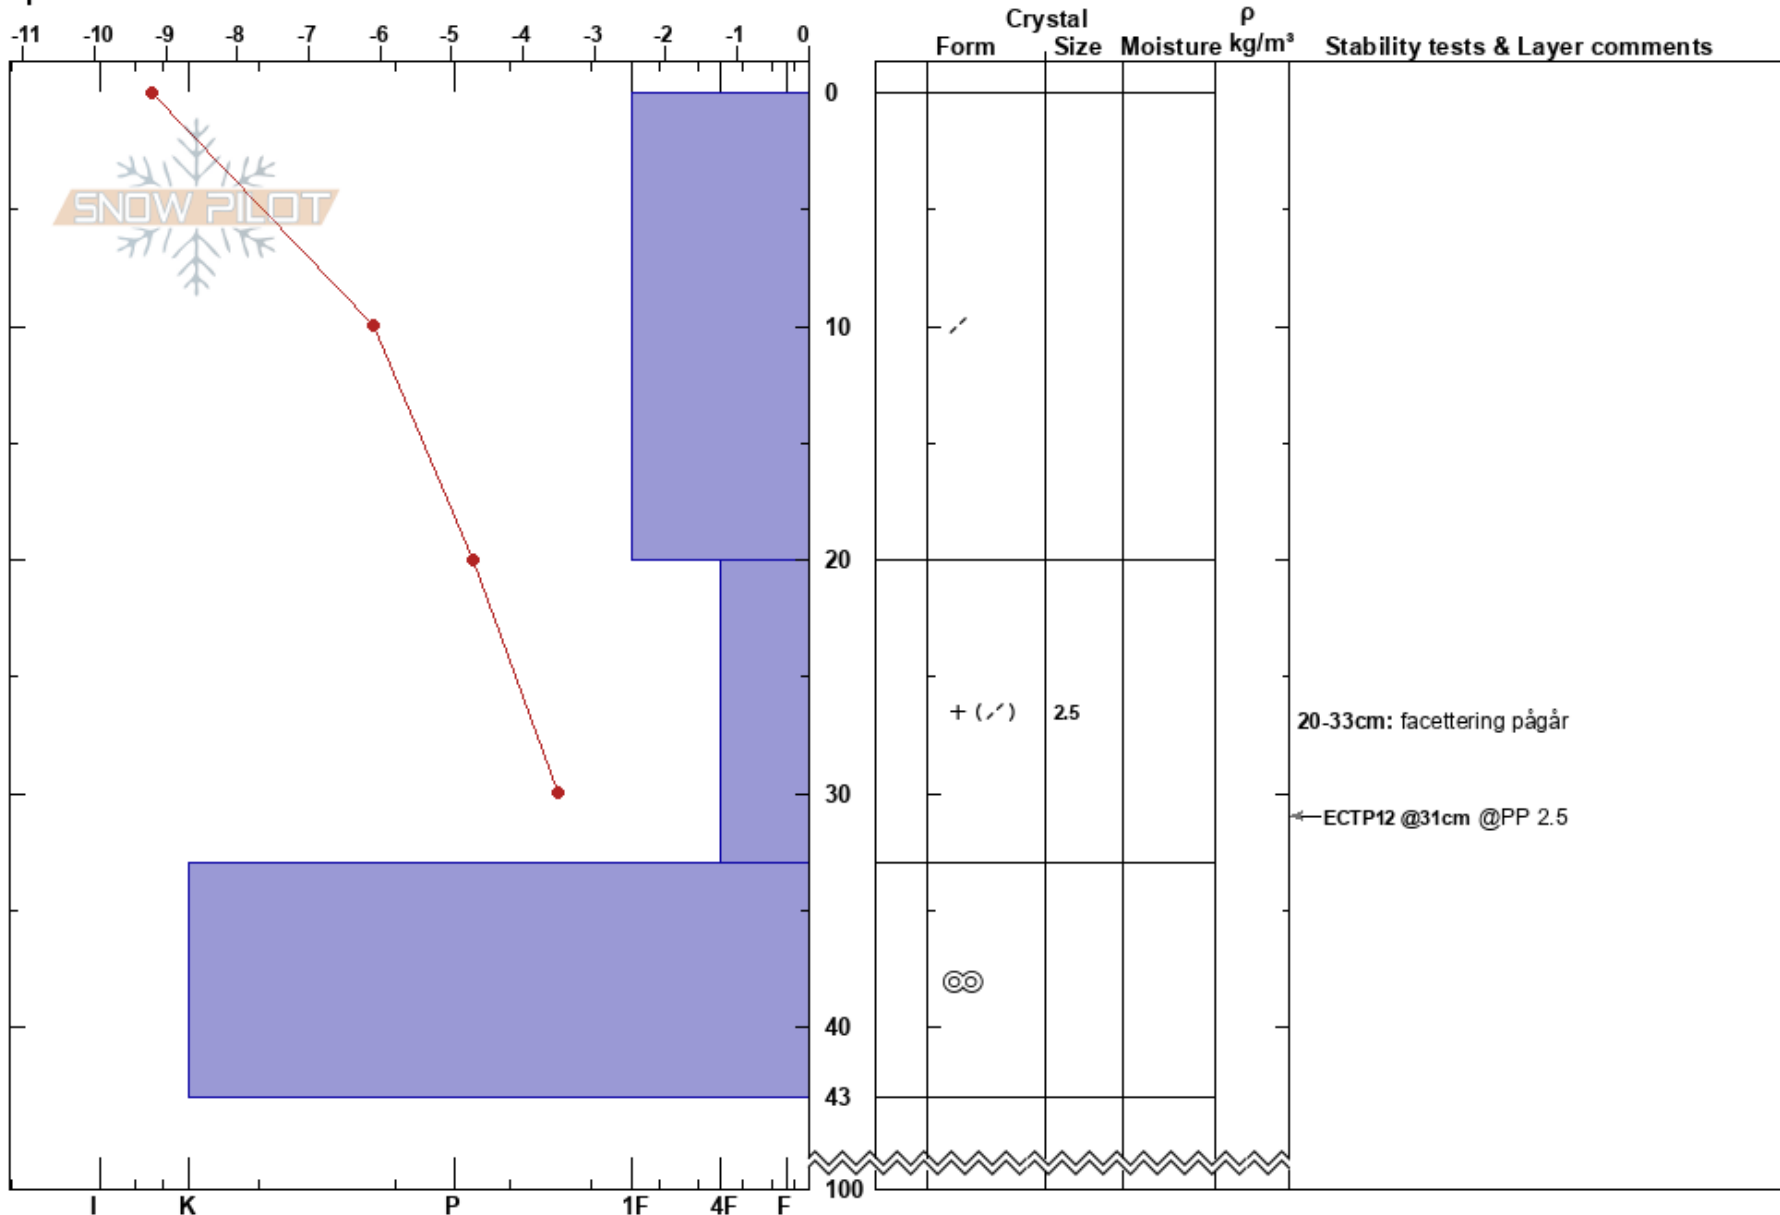 Crystal ρ
-11 -10 -9 -8 -7 -6 -5 -4 -3 -2 -1 0 Form Size Moisture kg/m³ Stability tests & Layer comments
0
SNOW PILOT
10
20
+ (⸝) 2.5
20-33cm: facettering pågår
30
ECTP12 @31cm @PP 2.5
40
43
100
I K P 1F 4F F